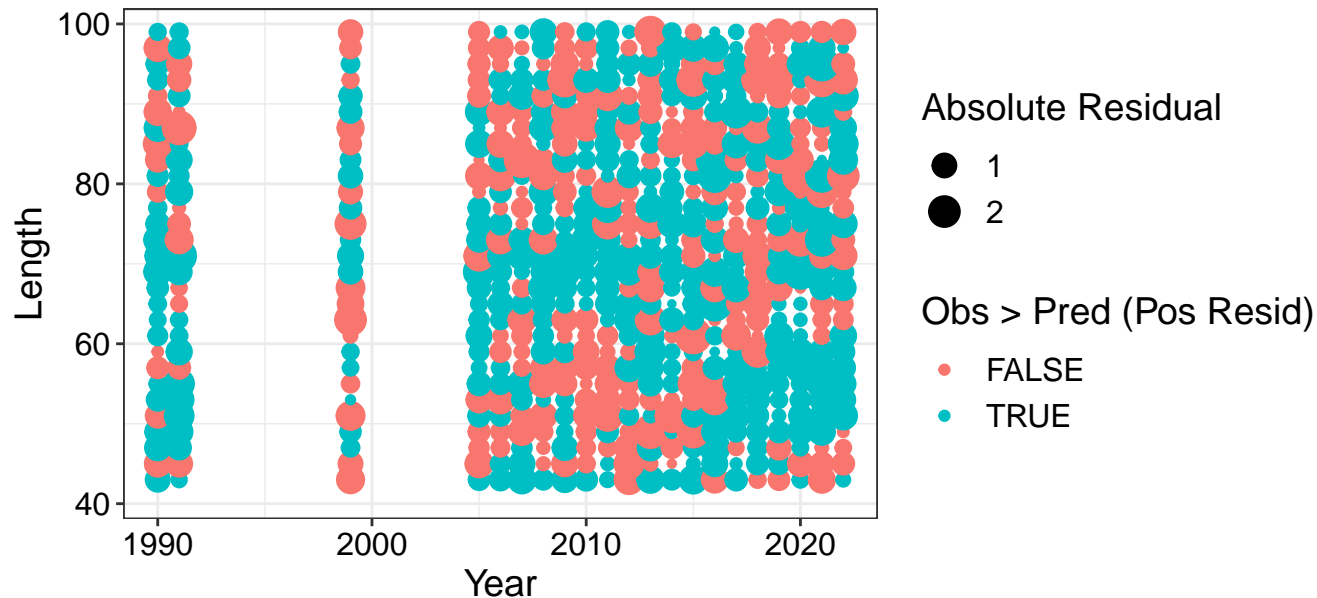 100
80
60
40
Length
1990
2000
2010
2020
Year
Absolute Residual
1
2
Obs > Pred (Pos Resid)
FALSE
TRUE